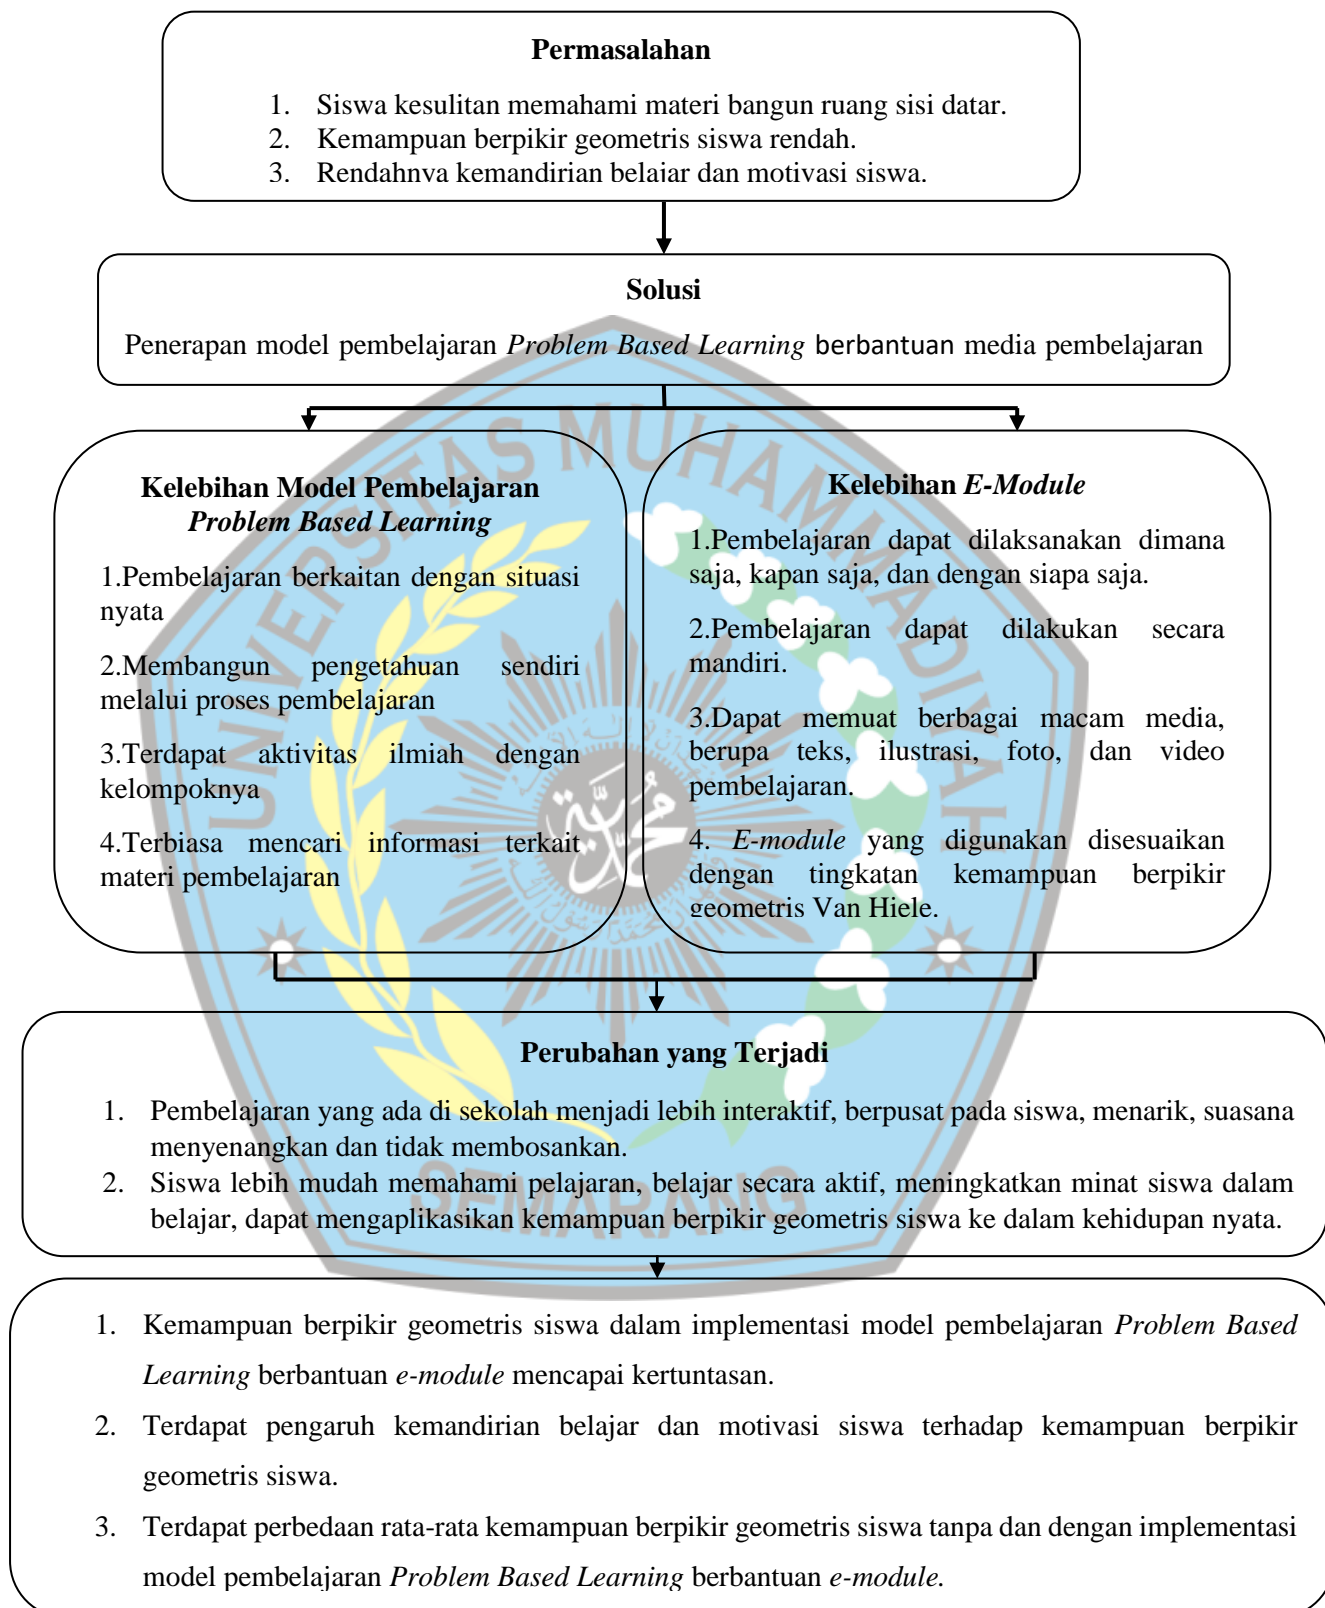 Permasalahan
1. Siswa kesulitan memahami materi bangun ruang sisi datar.
2. Kemampuan berpikir geometris siswa rendah.
3. Rendahnya kemandirian belajar dan motivasi siswa.
Solusi
Penerapan model pembelajaran Problem Based Learning berbantuan media pembelajaran
Kelebihan Model Pembelajaran
Problem Based Learning
1.Pembelajaran berkaitan dengan situasi
nyata
2.Membangun pengetahuan sendiri
melalui proses pembelajaran
3.Terdapat aktivitas ilmiah dengan
kelompoknya
4.Terbiasa mencari informasi terkait
materi pembelajaran
Kelebihan E-Module
1.Pembelajaran dapat dilaksanakan dimana
saja, kapan saja, dan dengan siapa saja.
2.Pembelajaran dapat dilakukan secara
mandiri.
3.Dapat memuat berbagai macam media,
berupa teks, ilustrasi, foto, dan video
pembelajaran.
4. E-module yang digunakan disesuaikan
dengan tingkatan kemampuan berpikir
geometris Van Hiele.
Perubahan yang Terjadi
1. Pembelajaran yang ada di sekolah menjadi lebih interaktif, berpusat pada siswa, menarik, suasana
menyenangkan dan tidak membosankan.
2. Siswa lebih mudah memahami pelajaran, belajar secara aktif, meningkatkan minat siswa dalam
belajar, dapat mengaplikasikan kemampuan berpikir geometris siswa ke dalam kehidupan nyata.
1. Kemampuan berpikir geometris siswa dalam implementasi model pembelajaran Problem Based
Learning berbantuan e-module mencapai kertuntasan.
2. Terdapat pengaruh kemandirian belajar dan motivasi siswa terhadap kemampuan berpikir
geometris siswa.
3. Terdapat perbedaan rata-rata kemampuan berpikir geometris siswa tanpa dan dengan implementasi
model pembelajaran Problem Based Learning berbantuan e-module.
UNIVERSITAS MUHAMMADIYAH
SEMARANG